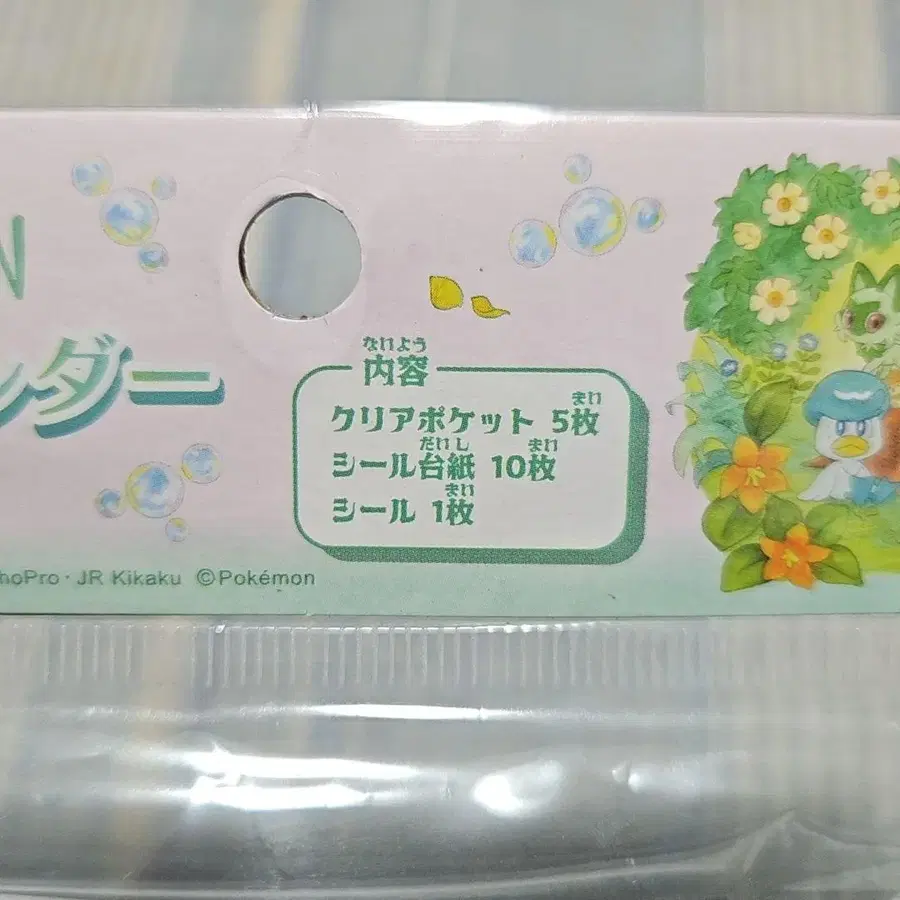 N
ンダー
ないよう
内容
まい
クリアポケット 5枚
だいし まい
シール台紙 10枚
まい
シール 1枚
hoPro・JR Kikaku ©Pokémon